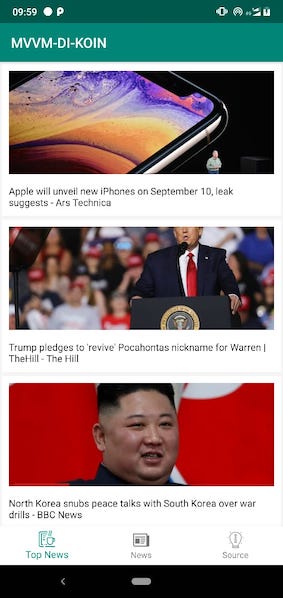 09:59
MVVM-DI-KOIN
Apple will unveil new iPhones on September 10, leak
suggests - Ars Technica
Trump pledges to 'revive' Pocahontas nickname for Warren |
TheHill - The Hill
North Korea snubs peace talks with South Korea over war
drills - BBC News
Top News
News
Source